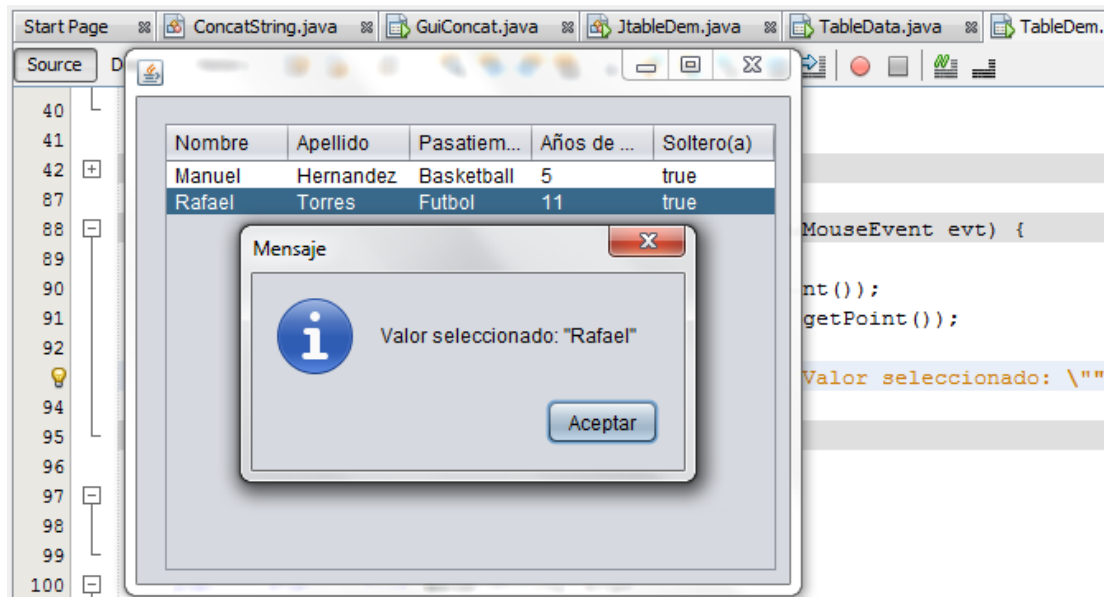 Start Page ConcatString.java GuiConcat.java JtableDem.java TableData.java TableDem.
Source D
40
41
42
87
88 MouseEvent evt) {
89
90 nt());
91 getPoint());
92
Valor seleccionado: \""
94
95
96
97
98
99
100
Nombre Apellido Pasatiem... Años de ... Soltero(a)
Manuel Hernandez Basketball 5 true
Rafael Torres Futbol 11 true
Mensaje
Valor seleccionado: "Rafael"
Aceptar